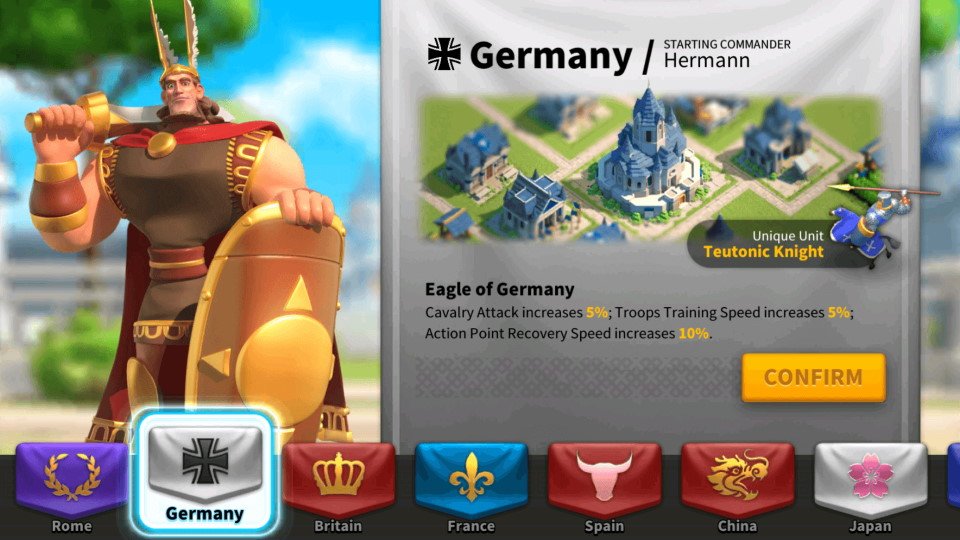 Germany / STARTING COMMANDER
Hermann
Unique Unit
Teutonic Knight
Eagle of Germany
Cavalry Attack increases 5%; Troops Training Speed increases 5%;
Action Point Recovery Speed increases 10%.
CONFIRM
Rome
Germany
Britain
France
Spain
China
Japan